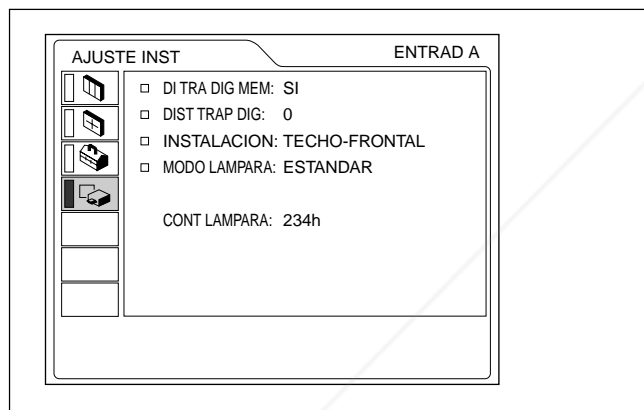 AJUSTE INST ENTRAD A
DI TRA DIG MEM: SI
DIST TRAP DIG: 0
INSTALACION: TECHO-FRONTAL
MODO LAMPARA: ESTANDAR
CONT LAMPARA: 234h